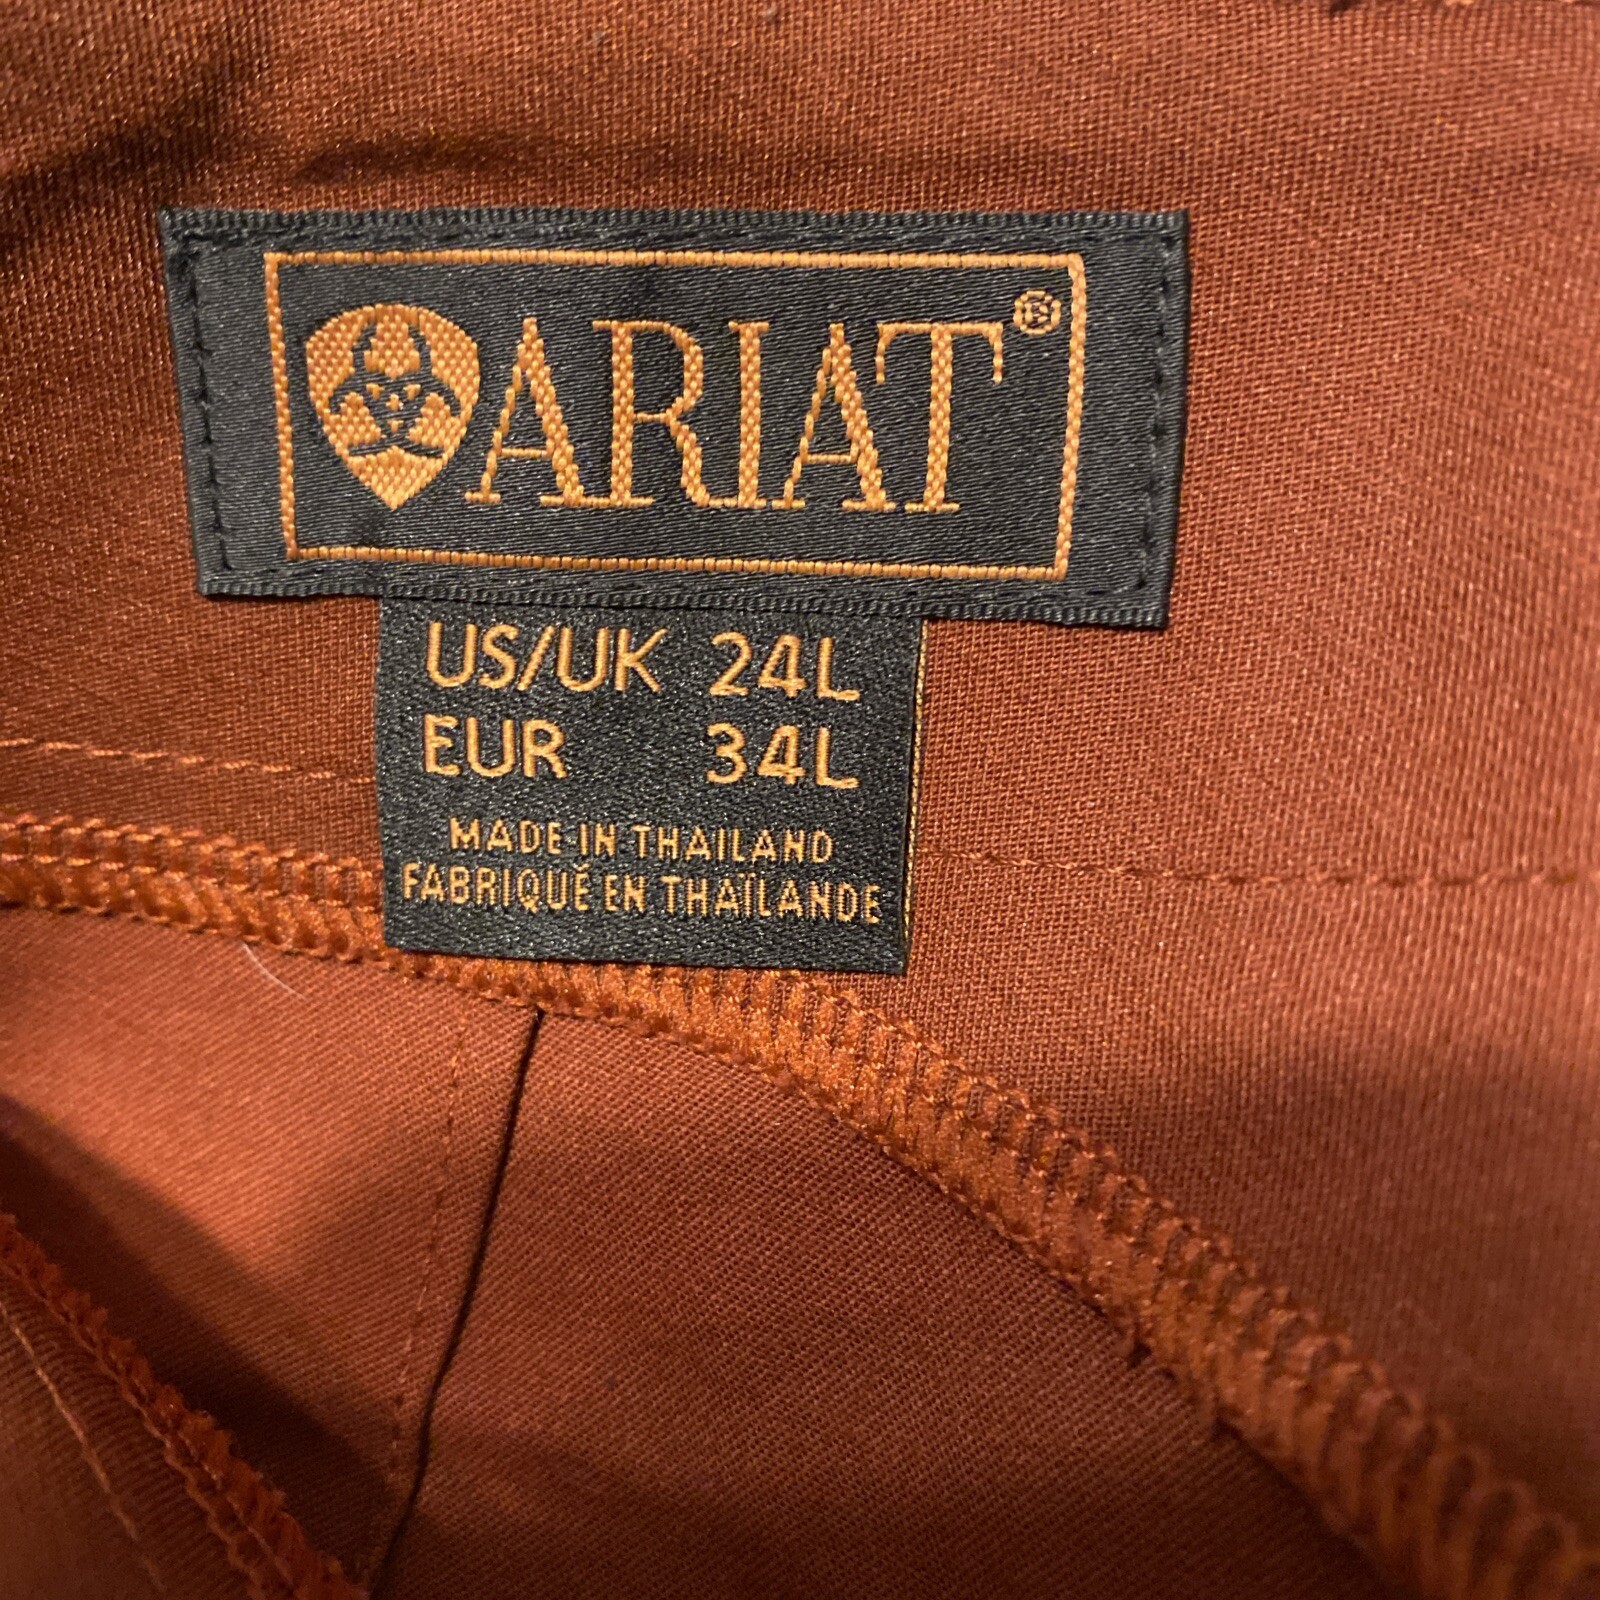 ARIAT®
US/UK 24L
EUR 34L
MADE IN THAILAND
FABRIQUÉ EN THAÏLANDE